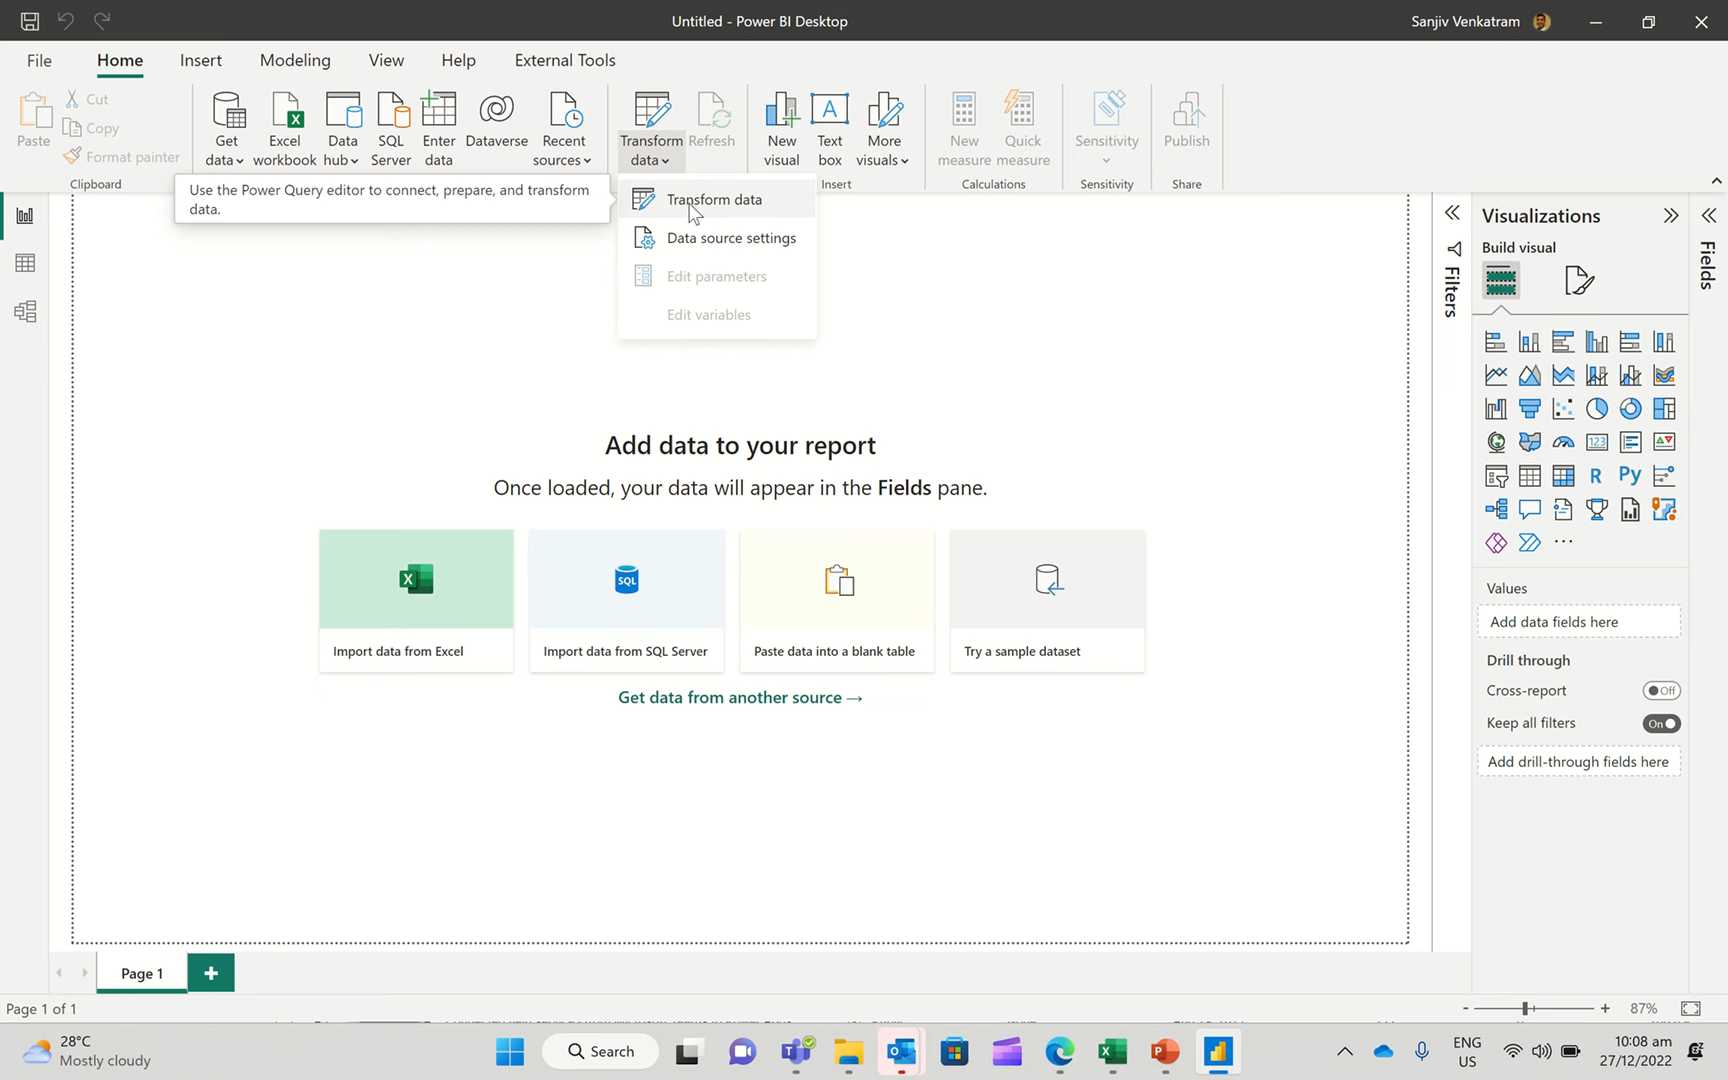 Untitled - Power BI Desktop
Sanjiv Venkatram
File
Home
Insert
Modeling
View
Help
External Tools
Paste
Cut
Copy
Format painter
Clipboard
Get
data
Excel
workbook
Data
hub
SQL
Server
Enter
data
Dataverse
Recent
sources
Transform
data
Refresh
New
visual
A
Text
box
More
visuals
Insert
New
measure
Quick
measure
Calculations
Sensitivity
Sensitivity
Publish
Share
Use the Power Query editor to connect, prepare, and transform
data.
Transform data
Data source settings
Edit parameters
Edit variables
Add data to your report
Once loaded, your data will appear in the Fields pane.
SQL
Import data from Excel
Import data from SQL Server
Paste data into a blank table
Try a sample dataset
Get data from another source →
Filters
Visualizations
Build visual
123
R
Py
Values
Add data fields here
Drill through
Cross-report
Off
Keep all filters
On
Add drill-through fields here
Fields
Page 1
Page 1 of 1
- + 87%
28°C
Mostly cloudy
Search
ENG
US
10:08 am
27/12/2022